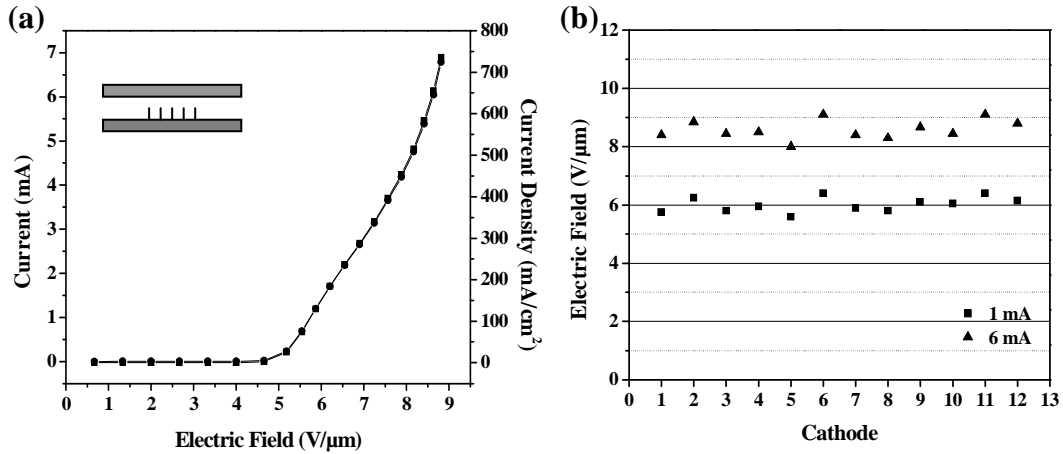 (a)
7
6
5
4
3
2
1
0
Current (mA)
800
700
600
500
400
300
200
100
0
Current Density (mA/cm²)
0 1 2 3 4 5 6 7 8 9
Electric Field (V/µm)
(b)
12
10
8
6
4
2
0
Electric Field (V/µm)
1 mA
6 mA
0 1 2 3 4 5 6 7 8 9 10 11 12 13
Cathode